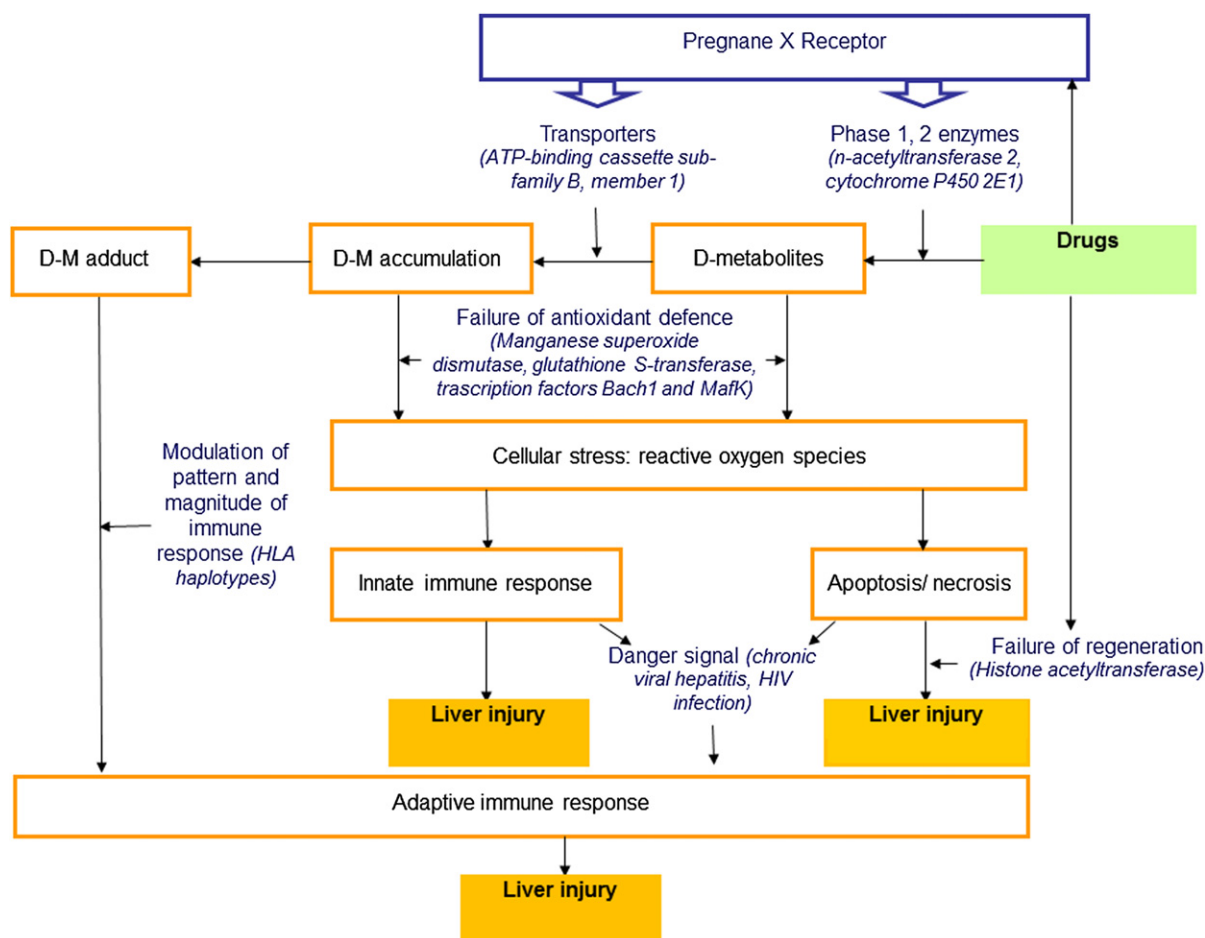 Pregnane X Receptor
Transporters
(ATP-binding cassette sub-
family B, member 1)
Phase 1, 2 enzymes
(n-acetyltransferase 2,
cytochrome P450 2E1)
D-M adduct
D-M accumulation
D-metabolites
Drugs
Failure of antioxidant defence
(Manganese superoxide
dismutase, glutathione S-transferase,
trascription factors Bach1 and MafK)
Cellular stress: reactive oxygen species
Modulation of
pattern and
magnitude of
immune
response (HLA
haplotypes)
Innate immune response
Apoptosis/ necrosis
Danger signal (chronic
viral hepatitis, HIV
infection)
Failure of regeneration
(Histone acetyltransferase)
Liver injury
Liver injury
Adaptive immune response
Liver injury